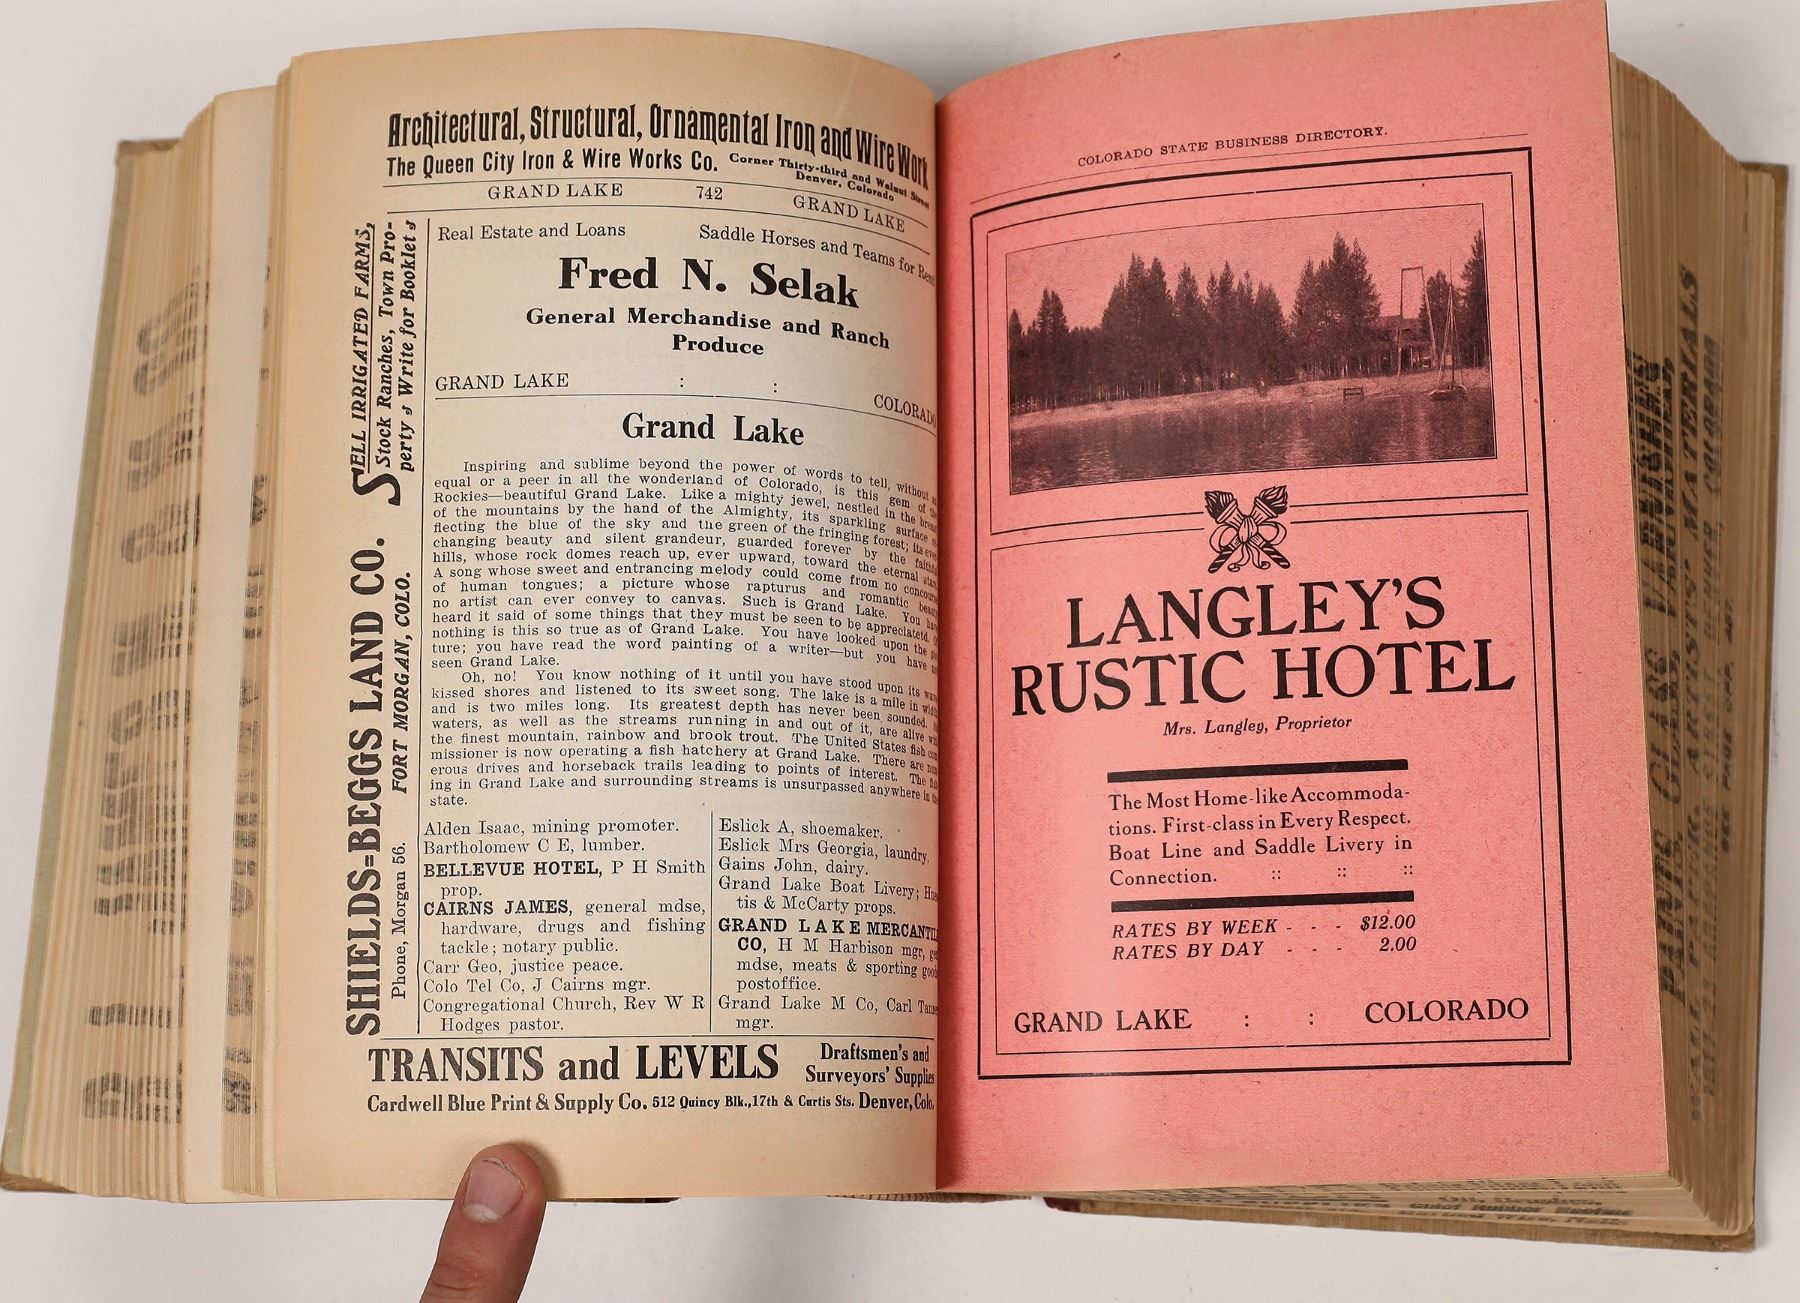 Architectural, Structural, Ornamental Iron and Wire Work
The Queen City Iron & Wire Works Co. Corner Thirty-third and Walnut Street
Denver, Colorado
GRAND LAKE 742 GRAND LAKE
SELL IRRIGATED FARMS,
Stock Ranches, Town Pro-
perty Write for Booklets
SHIELDS=BEGGS LAND CO.
FORT MORGAN, COLO.
Phone, Morgan 56.
Real Estate and Loans Saddle Horses and Teams for
Fred N. Selak
General Merchandise and Ranch
Produce
GRAND LAKE : : COLORADO
Grand Lake
Inspiring and sublime beyond the power of words to tell, without
equal or a peer in all the wonderland of Colorado, is this gem of the
Rockies—beautiful Grand Lake. Like a mighty jewel, nestled in the
of the mountains by the hand of the Almighty, its sparkling surface
flecting the blue of the sky and the green of the fringing forest; its
changing beauty and silent grandeur, guarded forever by the
hills, whose rock domes reach up, ever upward, toward the eternal
A song whose sweet and entrancing melody could come from no
of human tongues; a picture whose rapturus and romantic
no artist can ever convey to canvas. Such is Grand Lake. You
heard it said of some things that they must be seen to be appreciatetd.
nothing is this so true as of Grand Lake. You have looked upon the
ture; you have read the word painting of a writer—but you have
seen Grand Lake.
Oh, no! You know nothing of it until you have stood upon its
kissed shores and listened to its sweet song. The lake is a mile in
and is two miles long. Its greatest depth has never been sounded.
waters, as well as the streams running in and out of it, are alive
the finest mountain, rainbow and brook trout. The United States fish
missioner is now operating a fish hatchery at Grand Lake. There are
erous drives and horseback trails leading to points of interest. The
ing in Grand Lake and surrounding streams is unsurpassed anywhere in
state.
Alden Isaac, mining promoter.
Bartholomew C E, lumber.
BELLEVUE HOTEL, P H Smith
prop.
CAIRNS JAMES, general mdse,
hardware, drugs and fishing
tackle; notary public.
Carr Geo, justice peace.
Colo Tel Co, J Cairns mgr.
Congregational Church, Rev W R
Hodges pastor.
Eslick A, shoemaker.
Eslick Mrs Georgia, laundry.
Gains John, dairy.
Grand Lake Boat Livery;
tis & McCarty props.
GRAND LAKE MERCANTILE
CO, H M Harbison mgr,
mdse, meats & sporting
postoffice.
Grand Lake M Co, Carl
mgr.
TRANSITS and LEVELS Draftsmen's and
Surveyors' Supplies
Cardwell Blue Print & Supply Co. 512 Quincy Blk., 17th & Curtis Sts. Denver, Colo.
COLORADO STATE BUSINESS DIRECTORY.
LANGLEY'S
RUSTIC HOTEL
Mrs. Langley, Proprietor
The Most Home-like Accommoda-
tions. First-class in Every Respect.
Boat Line and Saddle Livery in
Connection. :: :: ::
RATES BY WEEK - - - $12.00
RATES BY DAY - - - 2.00
GRAND LAKE : : COLORADO